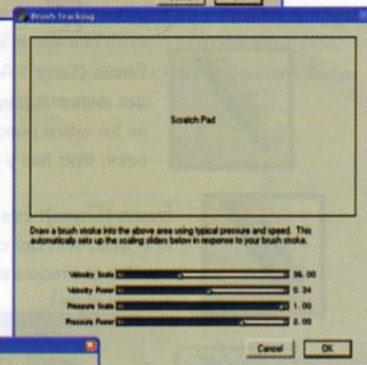 Brush Tracking
Scratch Pad
Draw a brush stroke into the above area using typical pressure and speed. This
automatically sets up the scaling sliders below in response to your brush stroke.
Velocity Scale 56.00
Velocity Power 0.34
Pressure Scale 1.00
Pressure Power 2.00
Cancel OK